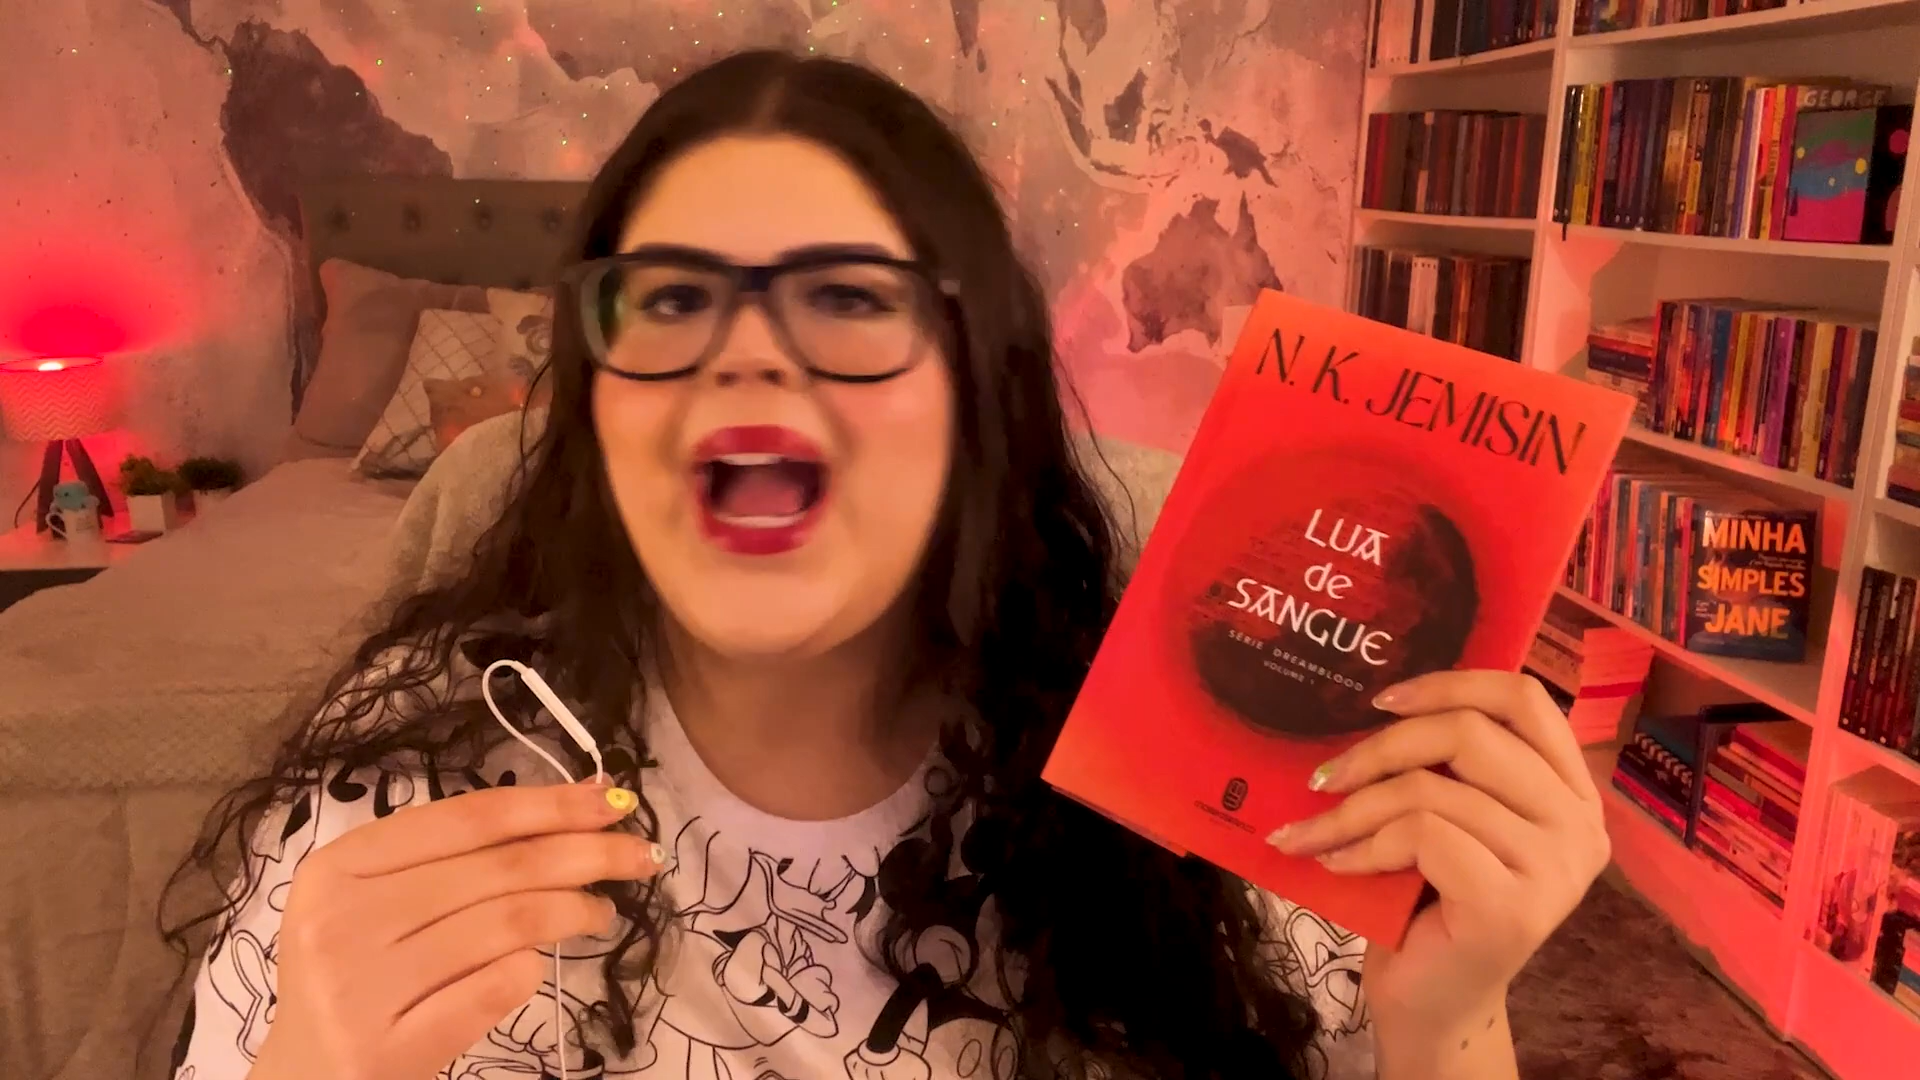 GEORGE
N. K. JEMISIN
LUA
de
SANGUE
SÉRIE DREAMBLOOD
VOLUME 1
MINHA
SIMPLES
JANE